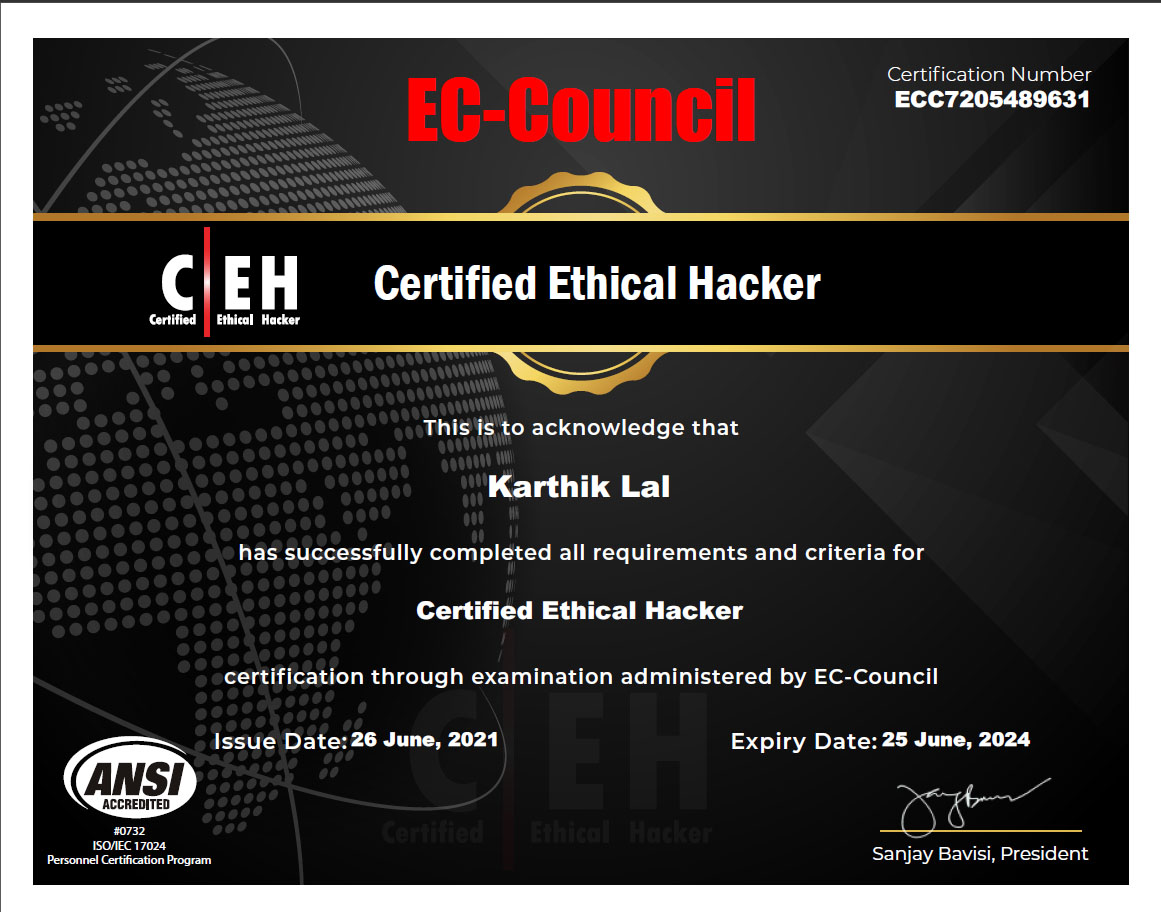 EC-Council
Certification Number
ECC7205489631
C EH
Certified Ethical Hacker
Certified Ethical Hacker
This is to acknowledge that
Karthik Lal
has successfully completed all requirements and criteria for
Certified Ethical Hacker
certification through examination administered by EC-Council
Issue Date: 26 June, 2021
Expiry Date: 25 June, 2024
C EH
Certified Ethical Hacker
ANSI
ACCREDITED
#0732
ISO/IEC 17024
Personnel Certification Program
Sanjay Bavisi, President